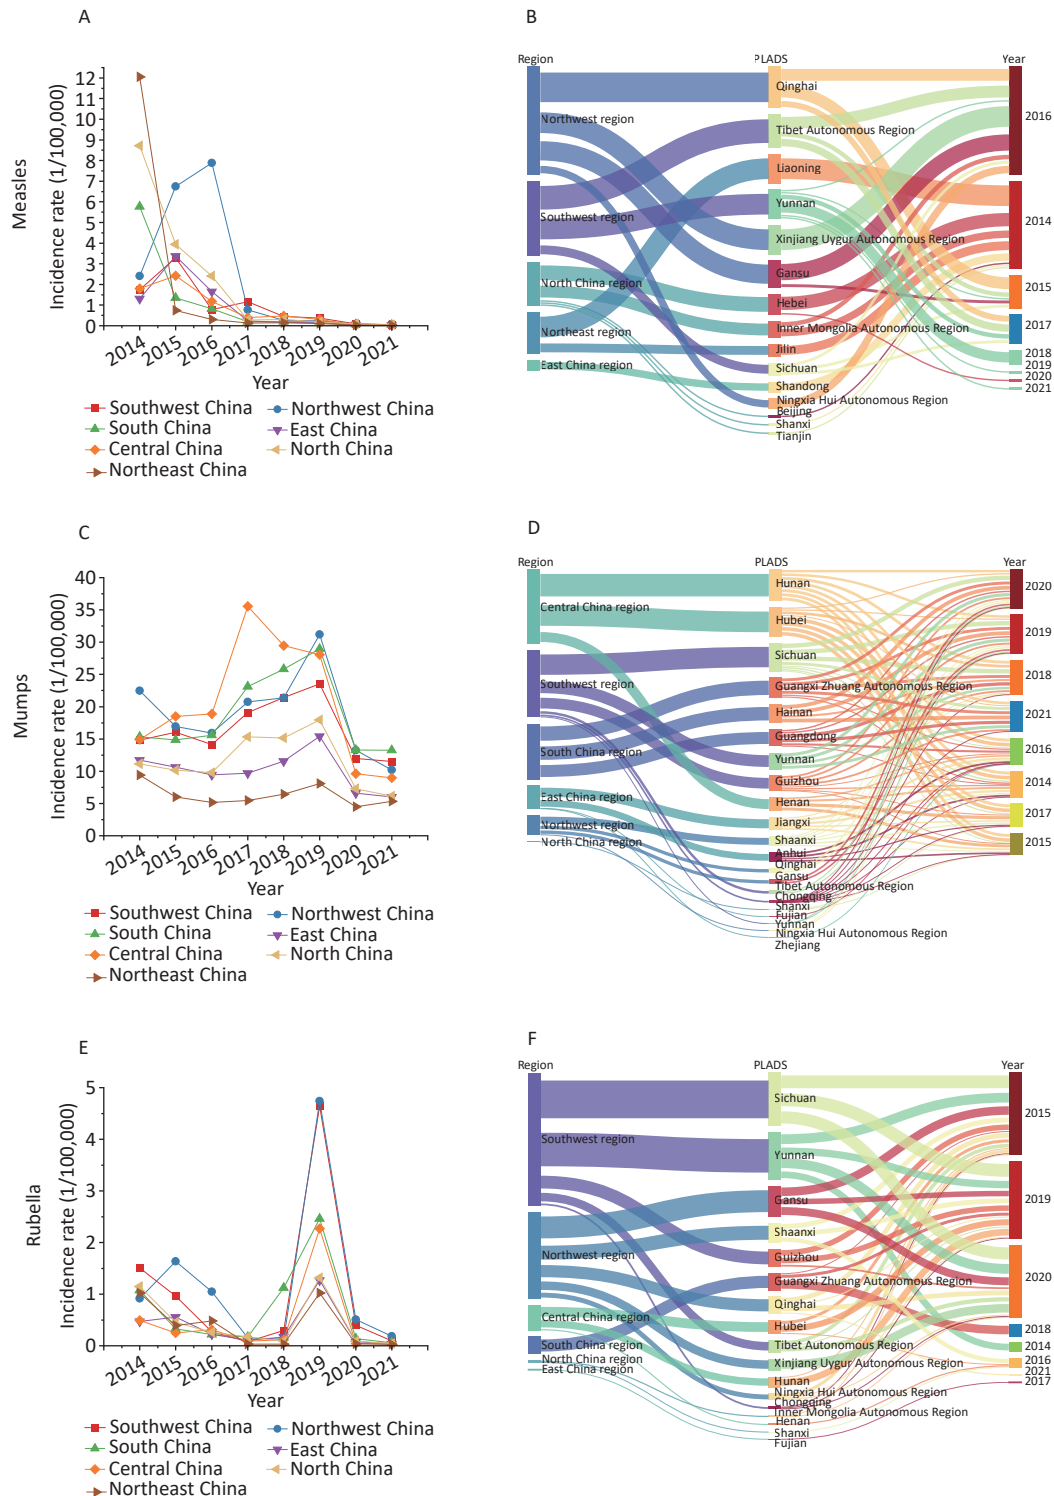 A
Measles
Incidence rate (1/100,000)
12
11
10
9
8
7
6
5
4
3
2
1
0
2014
2015
2016
2017
2018
2019
2020
2021
Year
Southwest China
Northwest China
South China
East China
Central China
North China
Northeast China
B
Region
PLADS
Year
Northwest region
Southwest region
North China region
Northeast region
East China region
Qinghai
Tibet Autonomous Region
Liaoning
Yunnan
Xinjiang Uygur Autonomous Region
Gansu
Hebei
Inner Mongolia Autonomous Region
Jilin
Sichuan
Shandong
Ningxia Hui Autonomous Region
Beijing
Shanxi
Tianjin
2016
2014
2015
2017
2018
2019
2020
2021
C
Mumps
Incidence rate (1/100,000)
40
35
30
25
20
15
10
5
0
2014
2015
2016
2017
2018
2019
2020
2021
Year
Southwest China
Northwest China
South China
East China
Central China
North China
Northeast China
D
Region
PLADS
Year
Central China region
Southwest region
South China region
East China region
Northwest region
North China region
Hunan
Hubei
Sichuan
Guangxi Zhuang Autonomous Region
Hainan
Guangdong
Yunnan
Guizhou
Henan
Jiangxi
Shaanxi
Anhui
Qinghai
Gansu
Tibet Autonomous Region
Chongqing
Shanxi
Fujian
Yunnan
Ningxia Hui Autonomous Region
Zhejiang
2020
2019
2018
2021
2016
2014
2017
2015
E
Rubella
Incidence rate (1/100,000)
5
4
3
2
1
0
2014
2015
2016
2017
2018
2019
2020
2021
Year
Southwest China
Northwest China
South China
East China
Central China
North China
Northeast China
F
Region
PLADS
Year
Southwest region
Northwest region
Central China region
South China region
North China region
East China region
Sichuan
Yunnan
Gansu
Shaanxi
Guizhou
Guangxi Zhuang Autonomous Region
Qinghai
Hubei
Tibet Autonomous Region
Xinjiang Uygur Autonomous Region
Hunan
Ningxia Hui Autonomous Region
Chongqing
Inner Mongolia Autonomous Region
Henan
Shanxi
Fujian
2015
2019
2020
2018
2014
2016
2021
2017